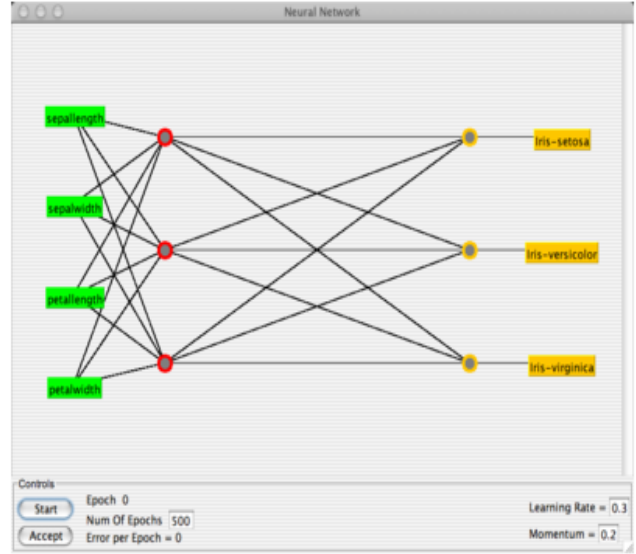 Neural Network
sepallength
Iris-setosa
sepalwidth
Iris-versicolor
petallength
Iris-virginica
petalwidth
Controls
Start
Epoch 0
Num Of Epochs 500
Learning Rate = 0.3
Accept
Error per Epoch = 0
Momentum = 0.2